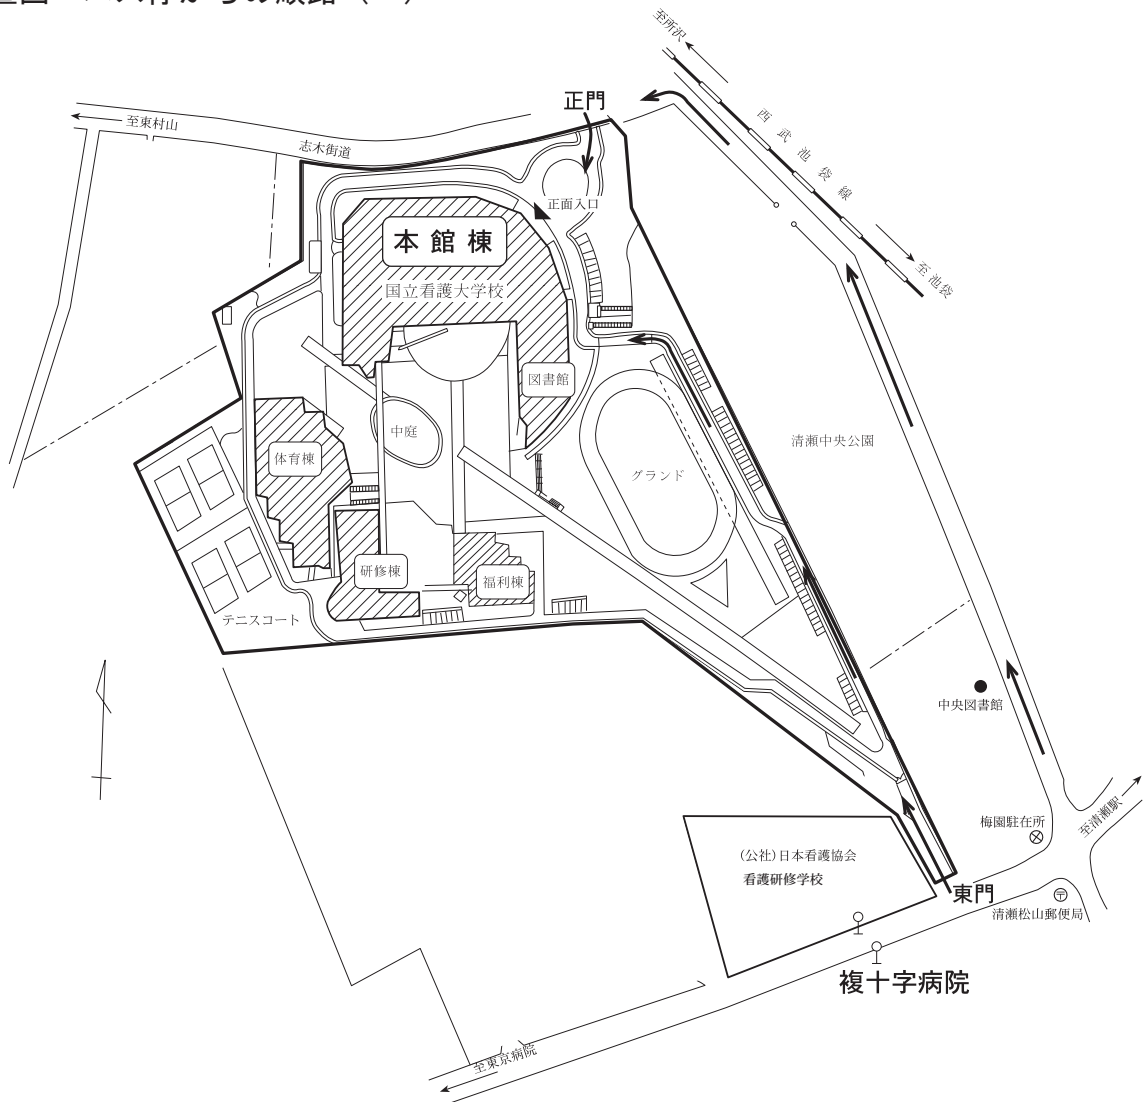 至所沢
正門
至東村山
志木街道
西武池袋線
正面入口
本館棟
国立看護大学校
至池袋
図書館
中庭
清瀬中央公園
体育棟
グランド
研修棟
福利棟
テニスコート
中央図書館
梅園駐在所
至清瀬駅
(公社)日本看護協会
看護研修学校
東門
清瀬松山郵便局
複十字病院
至東京病院